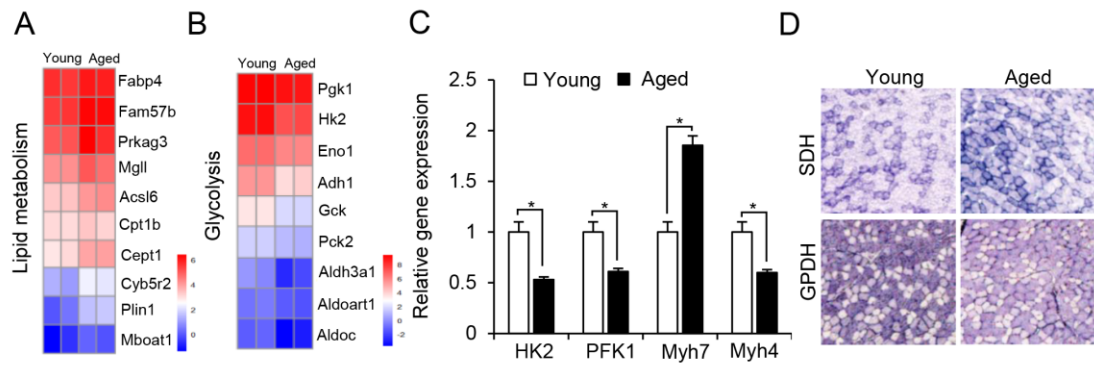 A
Young Aged
Lipid metabolism
Fabp4
Fam57b
Prkag3
Mgll
Acsl6
Cpt1b
Cept1
Cyb5r2
Plin1
Mboat1
6
4
2
0
B
Young Aged
Glycolysis
Pgk1
Hk2
Eno1
Adh1
Gck
Pck2
Aldh3a1
Aldoart1
Aldoc
8
6
4
2
0
-2
C
Young Aged
Relative gene expression
2.5
2
1.5
1
0.5
0
* * * *
HK2 PFK1 Myh7 Myh4
D
Young Aged
SDH
GPDH